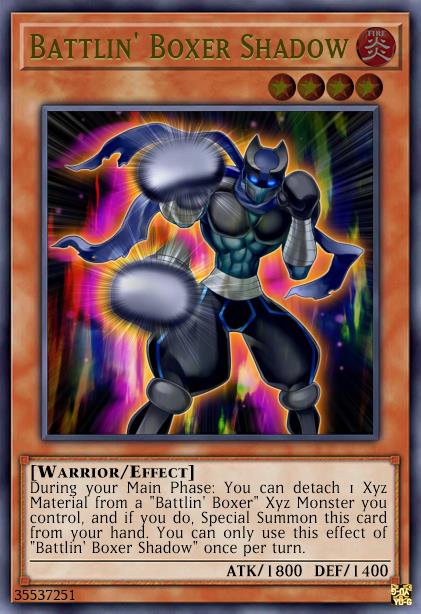 BATTLIN' BOXER SHADOW
FIRE
炎
[WARRIOR/EFFECT]
During your Main Phase: You can detach 1 Xyz
Material from a "Battlin' Boxer" Xyz Monster you
control, and if you do, Special Summon this card
from your hand. You can only use this effect of
"Battlin' Boxer Shadow" once per turn.
ATK/1800 DEF/1400
35537251